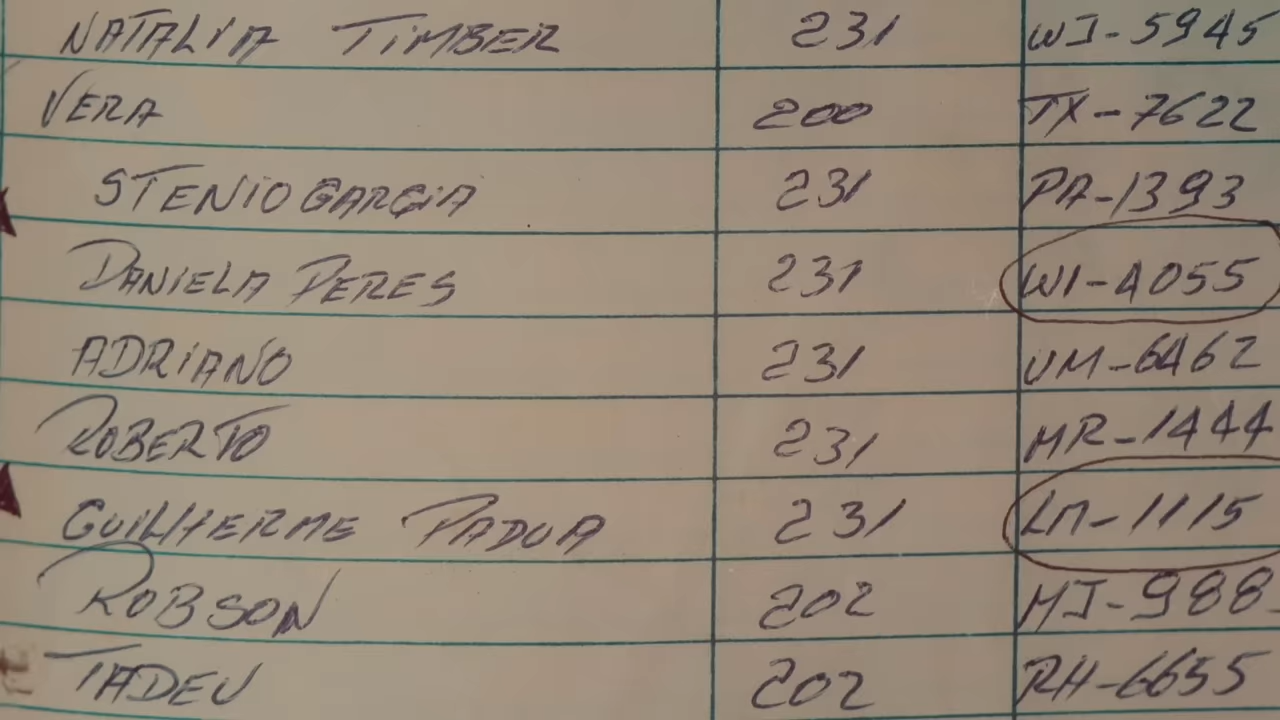 NATALIA TIMBER 231 WI-5945
VERA 200 TX-7622
STENIO GARCIA 231 PA-1393
DANIELA PERES 231 WI-4055
ADRIANO 231 UM-6462
ROBERTO 231 MR-1444
GUILHERME PADUA 231 LM-1115
ROBSON 202 MJ-988
TADEU 202 RH-6655